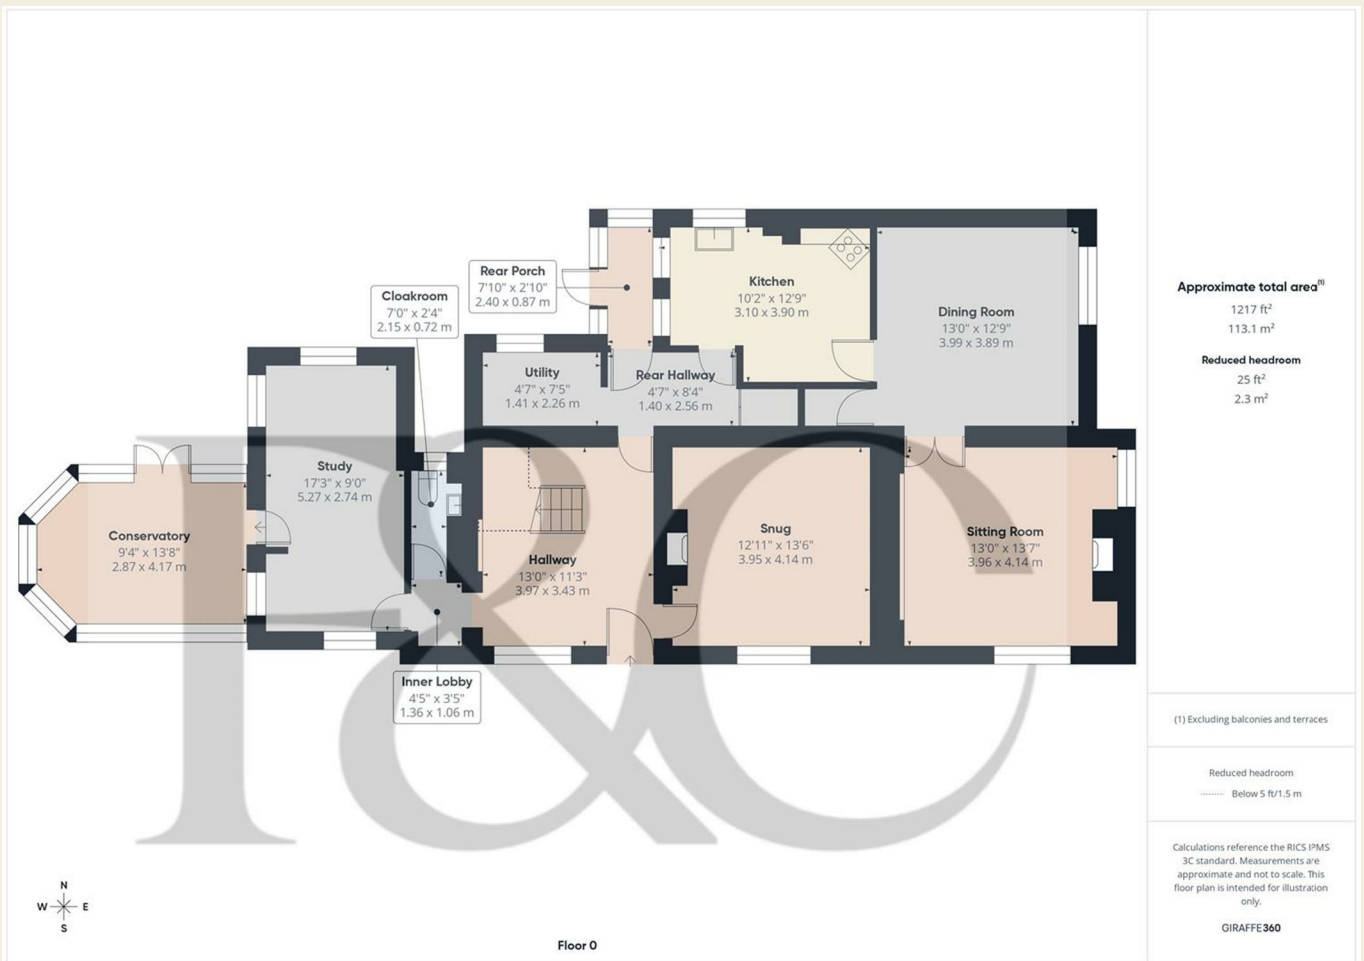 Rear Porch
7'10" x 2'10"
2.40 x 0.87 m
Cloakroom
7'0" x 2'4"
2.15 x 0.72 m
Kitchen
10'2" x 12'9"
3.10 x 3.90 m
Dining Room
13'0" x 12'9"
3.99 x 3.89 m
Utility
4'7" x 7'5"
1.41 x 2.26 m
Rear Hallway
4'7" x 8'4"
1.40 x 2.56 m
Study
17'3" x 9'0"
5.27 x 2.74 m
Conservatory
9'4" x 13'8"
2.87 x 4.17 m
Hallway
13'0" x 11'3"
3.97 x 3.43 m
Snug
12'11" x 13'6"
3.95 x 4.14 m
Sitting Room
13'0" x 13'7"
3.96 x 4.14 m
Inner Lobby
4'5" x 3'5"
1.36 x 1.06 m
F&C
N
W E
S
Floor 0
Approximate total area(1)
1217 ft²
113.1 m²
Reduced headroom
25 ft²
2.3 m²
(1) Excluding balconies and terraces
Reduced headroom
Below 5 ft/1.5 m
Calculations reference the RICS IPMS
3C standard. Measurements are
approximate and not to scale. This
floor plan is intended for illustration
only.
GIRAFFE360